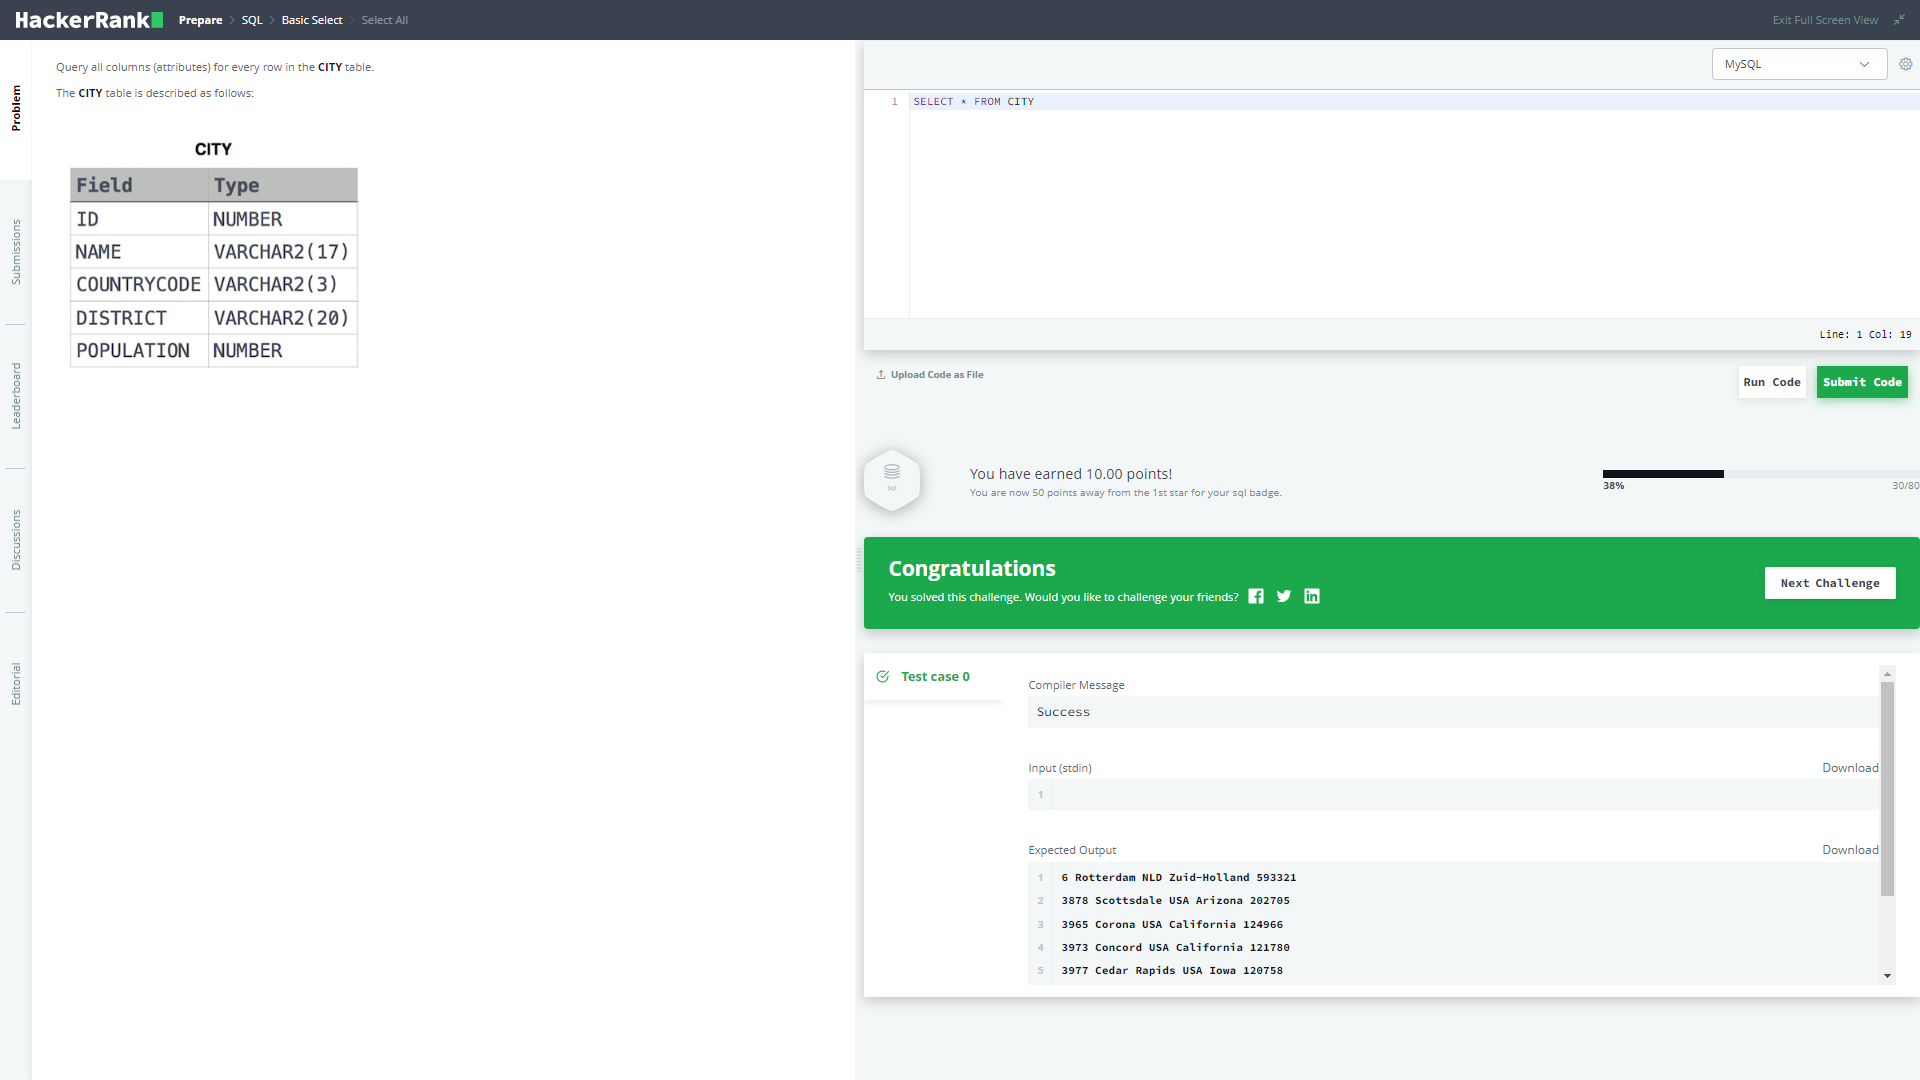 HackerRank Prepare SQL Basic Select Select All Exit Full Screen View
Problem
Submissions
Leaderboard
Discussions
Editorial
Query all columns (attributes) for every row in the CITY table.
The CITY table is described as follows:
CITY
Field Type
ID NUMBER
NAME VARCHAR2(17)
COUNTRYCODE VARCHAR2(3)
DISTRICT VARCHAR2(20)
POPULATION NUMBER
MySQL
1 SELECT * FROM CITY
Line: 1 Col: 19
Upload Code as File
Run Code Submit Code
Sql
You have earned 10.00 points!
You are now 50 points away from the 1st star for your sql badge.
38% 30/80
Congratulations
You solved this challenge. Would you like to challenge your friends?
Next Challenge
Test case 0
Compiler Message
Success
Input (stdin) Download
1
Expected Output Download
1 6 Rotterdam NLD Zuid-Holland 593321
2 3878 Scottsdale USA Arizona 202705
3 3965 Corona USA California 124966
4 3973 Concord USA California 121780
5 3977 Cedar Rapids USA Iowa 120758